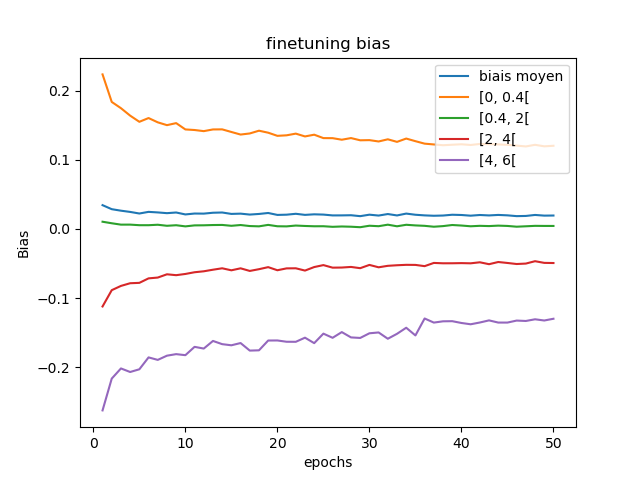 finetuning bias
biais moyen
[0, 0.4[
[0.4, 2[
[2, 4[
[4, 6[
Bias
0.2
0.1
0.0
−0.1
−0.2
0 10 20 30 40 50
epochs